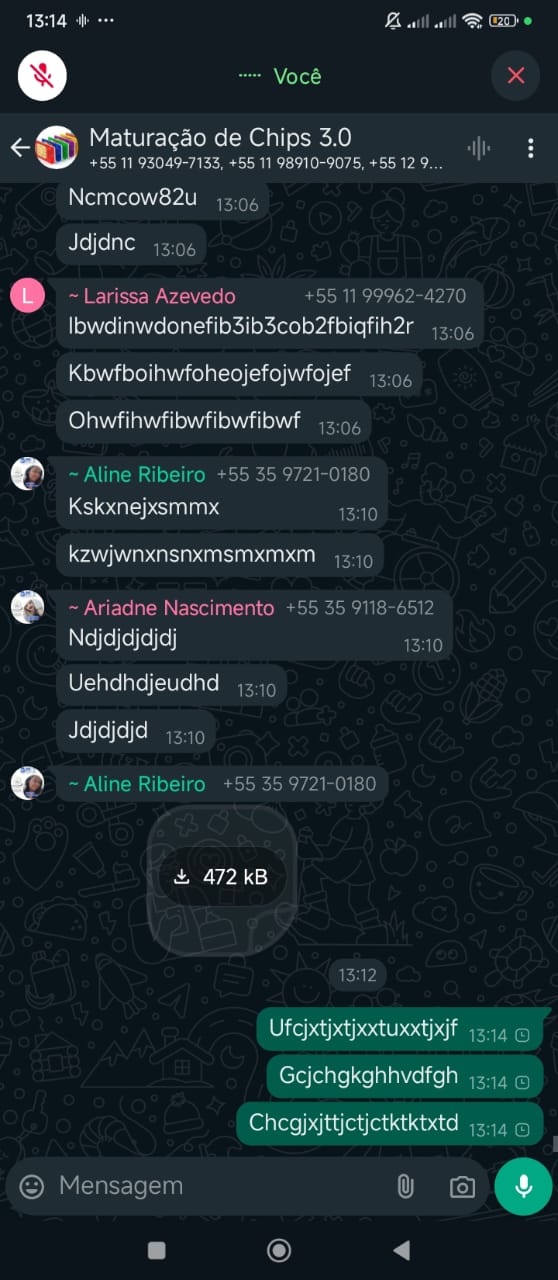 13:14
20
Você
Maturação de Chips 3.0
+55 11 93049-7133, +55 11 98910-9075, +55 12 9...
Ncmcow82u 13:06
Jdjdnc 13:06
L
~ Larissa Azevedo +55 11 99962-4270
Ibwdinwdonefib3ib3cob2fbiqfih2r 13:06
Kbwfboihwfoheojefojwfojef 13:06
Ohwfihwfibwfibwfibwf 13:06
~ Aline Ribeiro +55 35 9721-0180
Kskxnejxsmmx 13:10
kzwjwnxnsnxmsmxmxm 13:10
~ Ariadne Nascimento +55 35 9118-6512
Ndjdjdjdjdj 13:10
Uehdhdjeudhd 13:10
Jdjdjdjd 13:10
~ Aline Ribeiro +55 35 9721-0180
472 kB
13:12
Ufcjxtjxtjxxtuxxtjxjf 13:14
Gcjchgkghhvdfgh 13:14
Chcgjxjttjctjctktktxtd 13:14
Mensagem